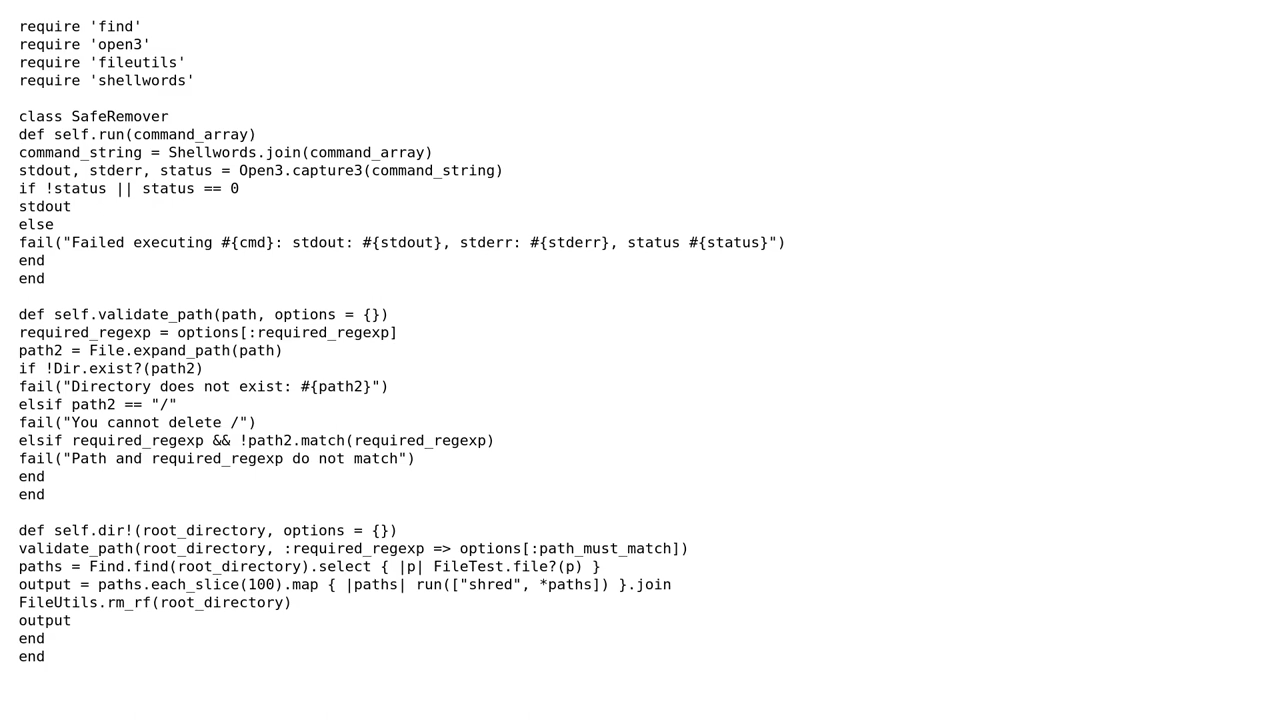 require 'find'
require 'open3'
require 'fileutils'
require 'shellwords'

class SafeRemover
def self.run(command_array)
command_string = Shellwords.join(command_array)
stdout, stderr, status = Open3.capture3(command_string)
if !status || status == 0
stdout
else
fail("Failed executing #{cmd}: stdout: #{stdout}, stderr: #{stderr}, status #{status}")
end
end

def self.validate_path(path, options = {})
required_regexp = options[:required_regexp]
path2 = File.expand_path(path)
if !Dir.exist?(path2)
fail("Directory does not exist: #{path2}")
elsif path2 == "/"
fail("You cannot delete /")
elsif required_regexp && !path2.match(required_regexp)
fail("Path and required_regexp do not match")
end
end

def self.dir!(root_directory, options = {})
validate_path(root_directory, :required_regexp => options[:path_must_match])
paths = Find.find(root_directory).select { |p| FileTest.file?(p) }
output = paths.each_slice(100).map { |paths| run(["shred", *paths]) }.join
FileUtils.rm_rf(root_directory)
output
end
end